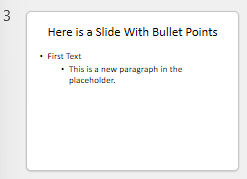 3
Here is a Slide With Bullet Points
• First Text
• This is a new paragraph in the
placeholder.